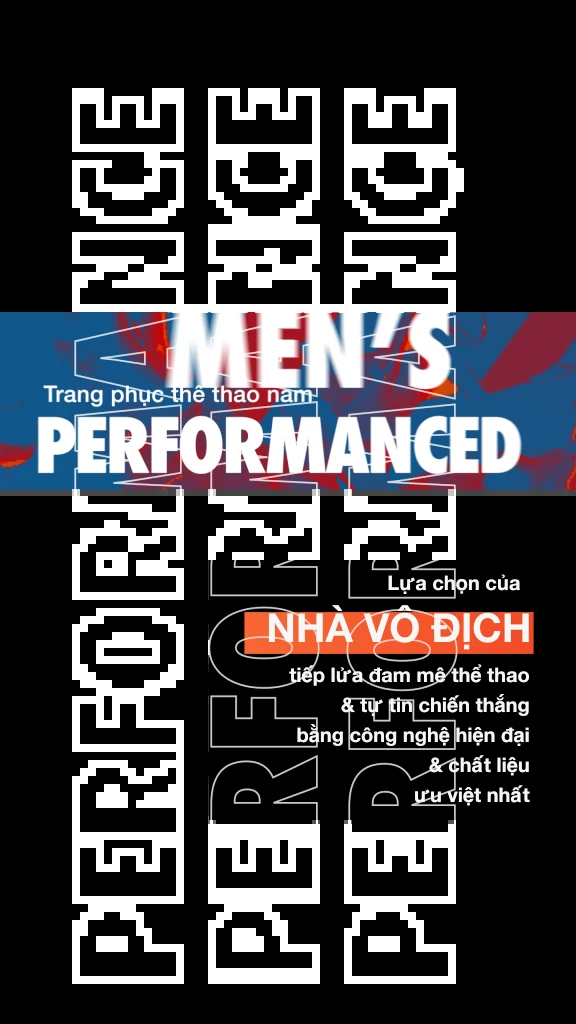 MEN'S
Trang phục thể thao nam
PERFORMANCED
Lựa chọn của
NHÀ VÔ ĐỊCH
tiếp lửa đam mê thể thao
& tự tin chiến thắng
bằng công nghệ hiện đại
& chất liệu
ưu việt nhất
PERFORMANCE
PERFORMANCE
PERFORMANCE